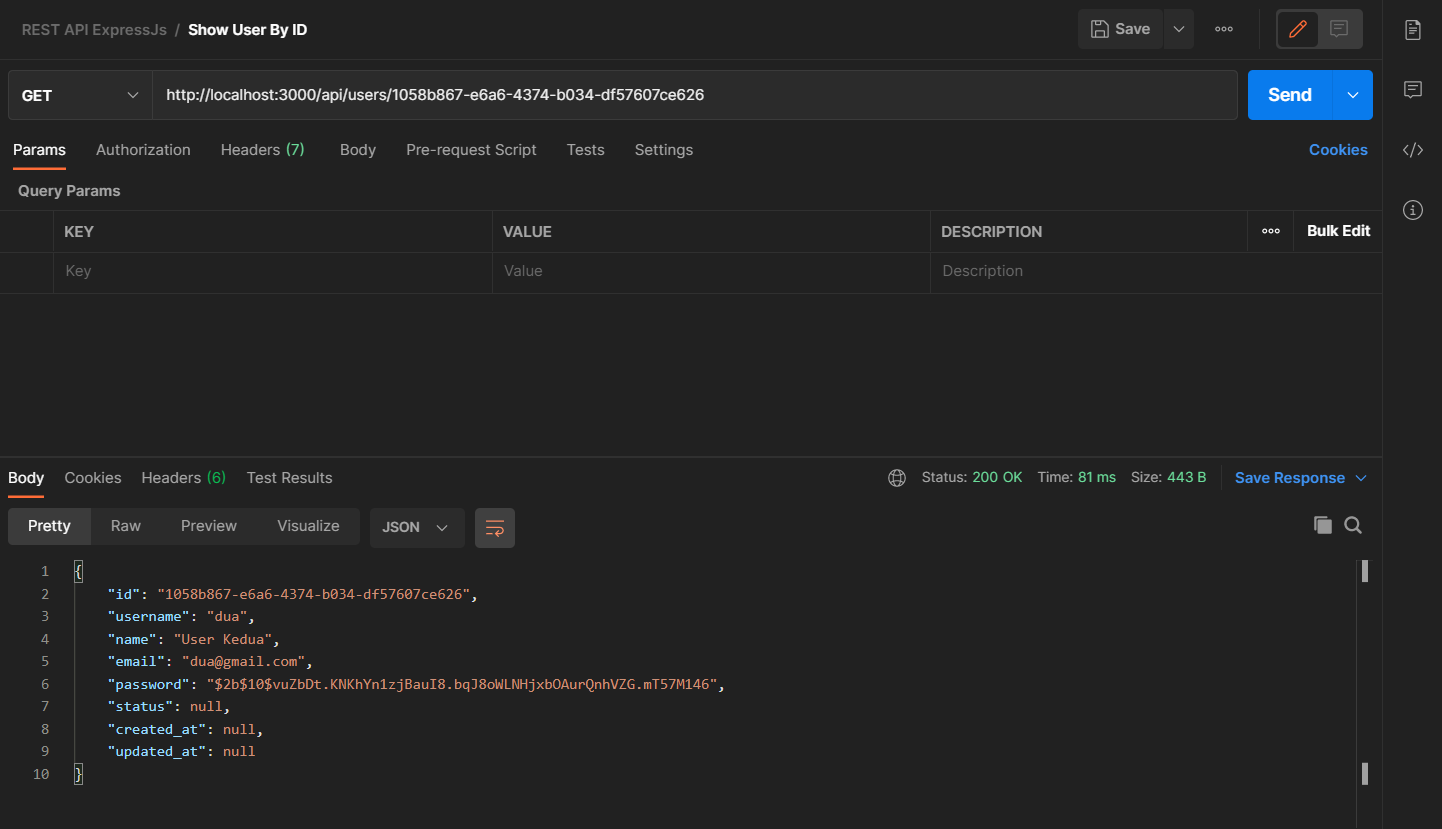 REST API ExpressJs / Show User By ID
Save
GET
http://localhost:3000/api/users/1058b867-e6a6-4374-b034-df57607ce626
Send
Params Authorization Headers (7) Body Pre-request Script Tests Settings Cookies
Query Params
KEY VALUE DESCRIPTION Bulk Edit
Key Value Description
Body Cookies Headers (6) Test Results Status: 200 OK Time: 81 ms Size: 443 B Save Response
Pretty Raw Preview Visualize JSON
1 {
2 "id": "1058b867-e6a6-4374-b034-df57607ce626",
3 "username": "dua",
4 "name": "User Kedua",
5 "email": "dua@gmail.com",
6 "password": "$2b$10$vuZbDt.KNKhYn1zjBauI8.bqJ8oWLNHjxbOAurQnhVZG.mT57M146",
7 "status": null,
8 "created_at": null,
9 "updated_at": null
10 }